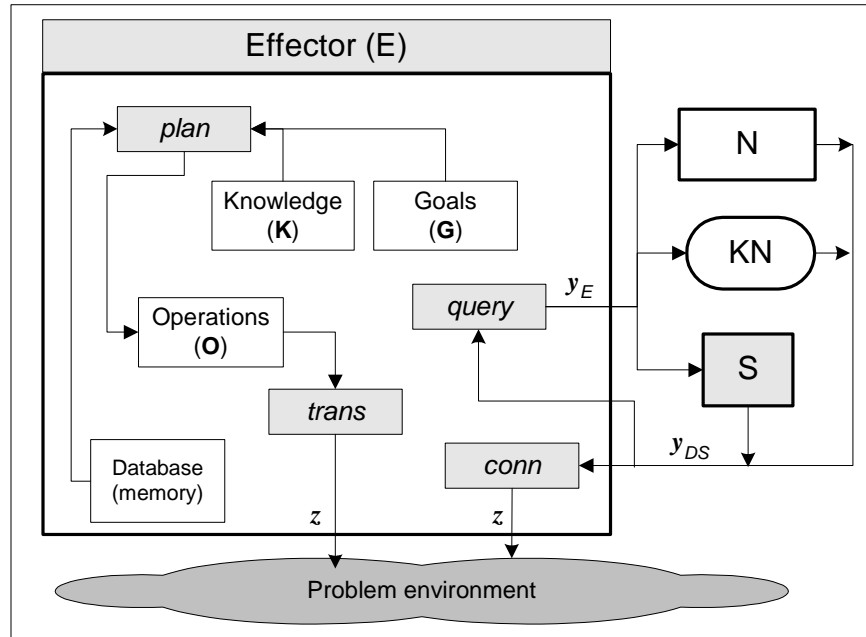 Effector (E)
plan
N
Knowledge
(K)
Goals
(G)
KN
y_E
query
Operations
(O)
S
trans
y_DS
Database
(memory)
conn
z
z
Problem environment